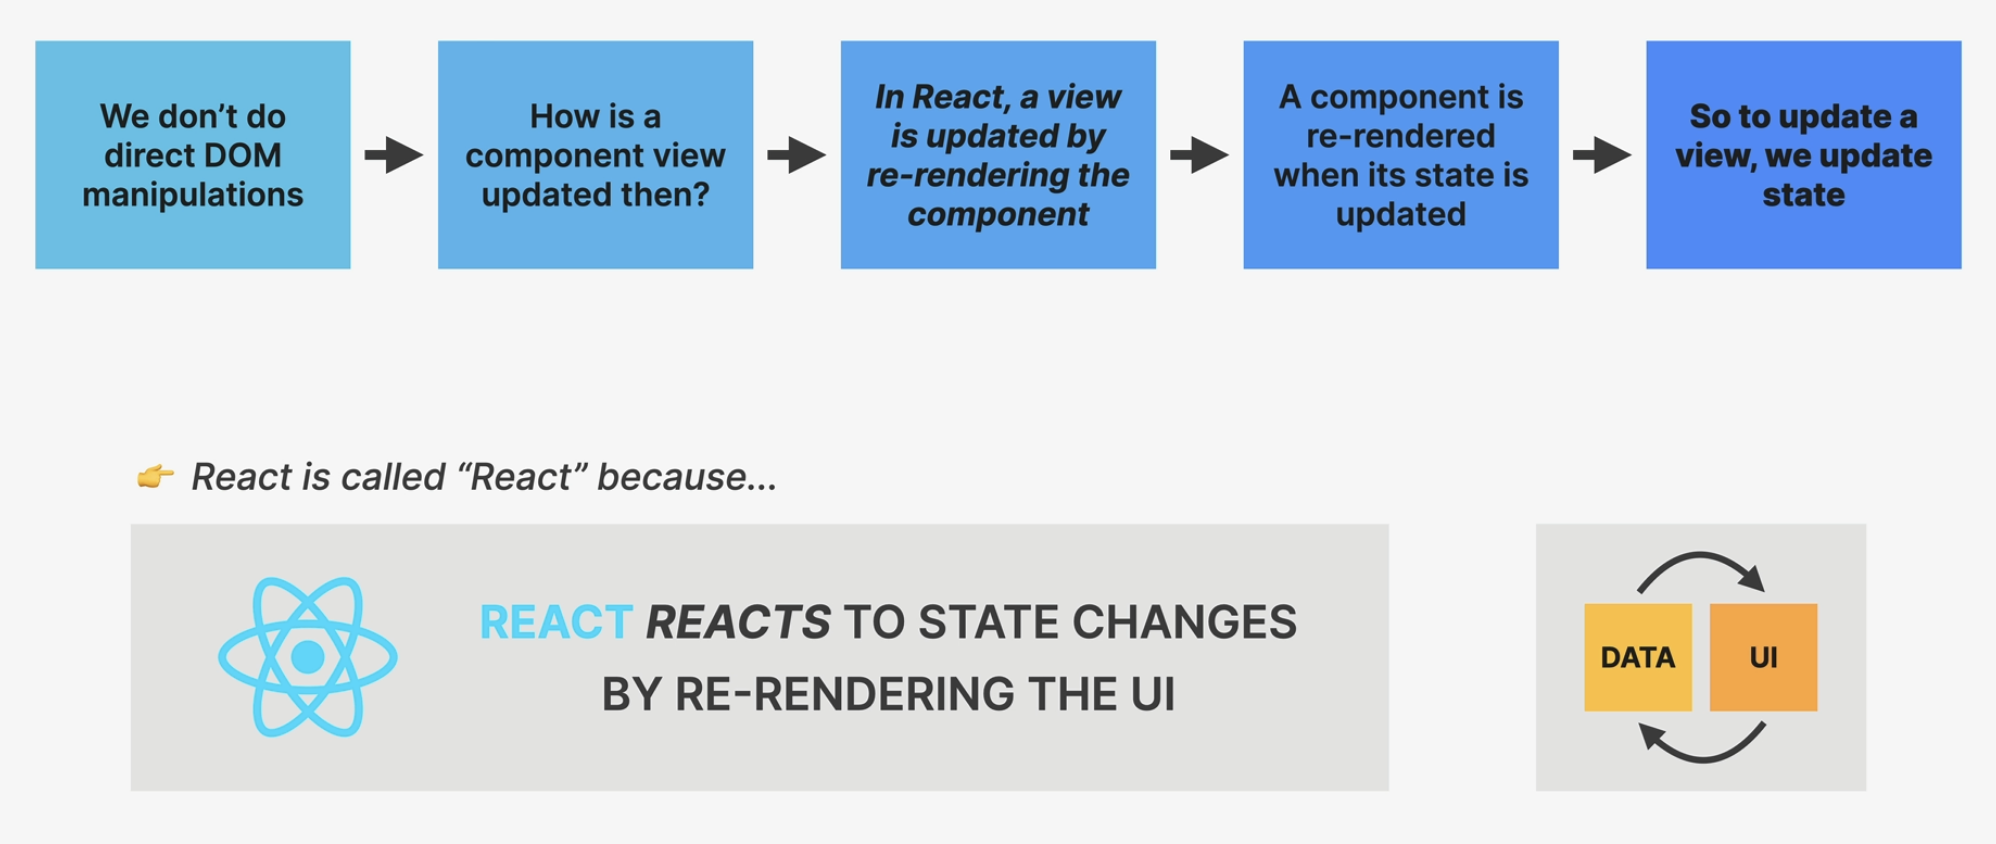 We don’t do
direct DOM
manipulations
How is a
component view
updated then?
In React, a view
is updated by
re-rendering the
component
A component is
re-rendered
when its state is
updated
So to update a
view, we update
state
👉 React is called “React” because…
REACT REACTS TO STATE CHANGES
BY RE-RENDERING THE UI
DATA
UI